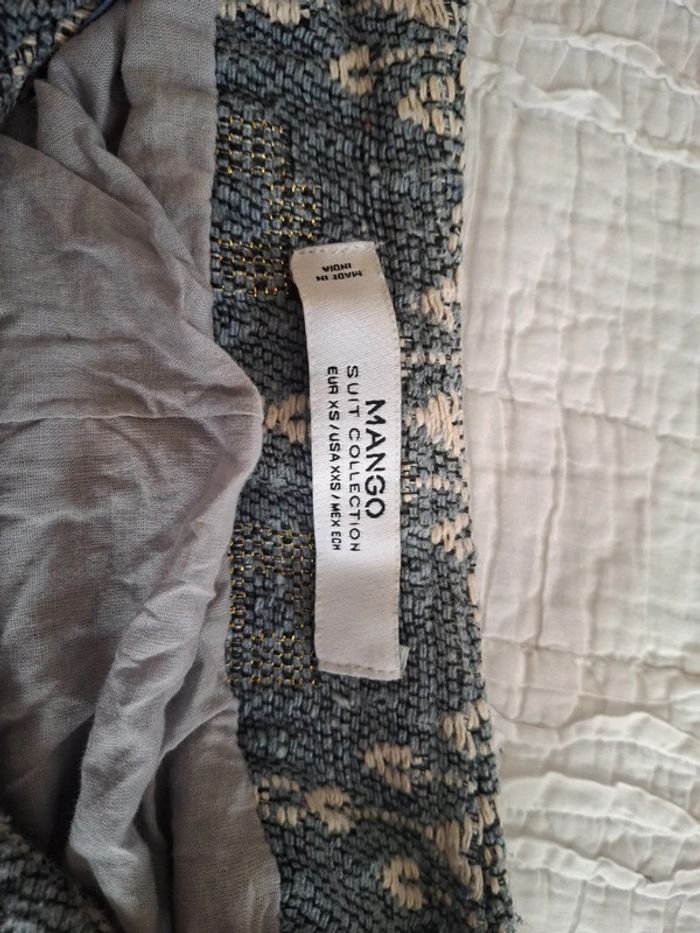 MADE IN
INDIA
MANGO
SUIT COLLECTION
EUR XS / USA XXS / MEX ECH